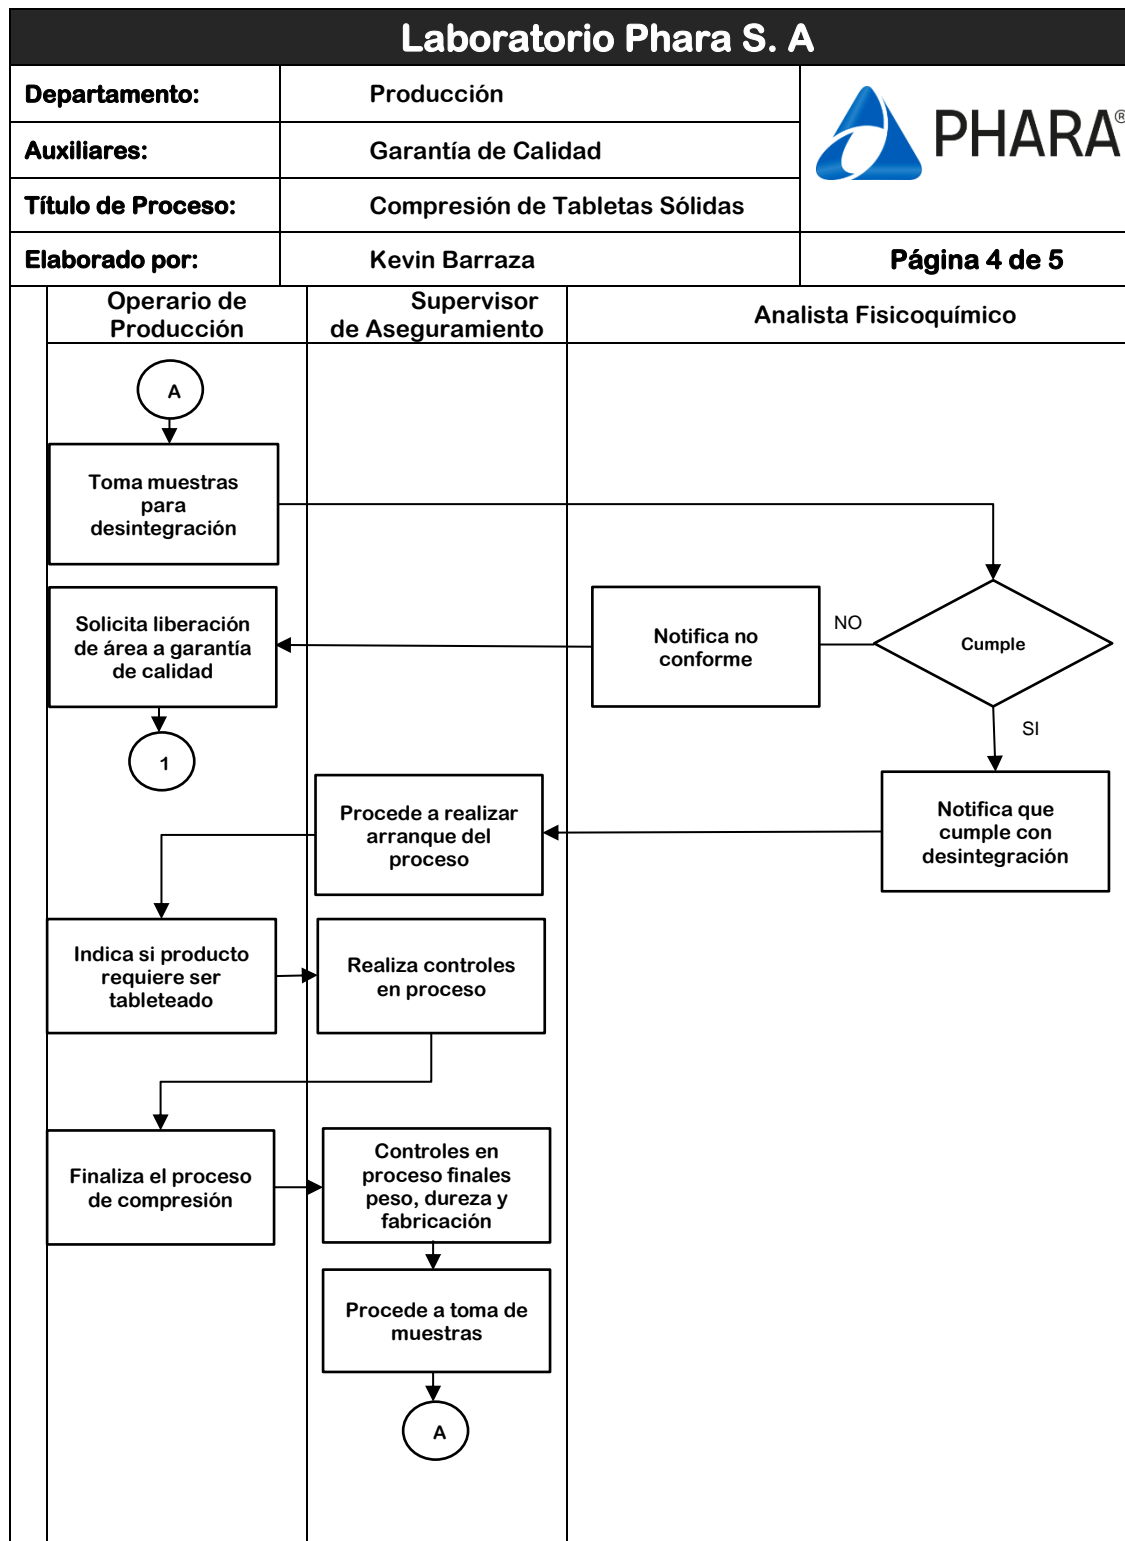 Laboratorio Phara S. A
Departamento:
Producción
PHARA®
Auxiliares:
Garantía de Calidad
Título de Proceso:
Compresión de Tabletas Sólidas
Elaborado por:
Kevin Barraza
Página 4 de 5
Operario de
Producción
Supervisor
de Aseguramiento
Analista Fisicoquímico
A
Toma muestras
para
desintegración
Solicita liberación
de área a garantía
de calidad
Notifica no
conforme
NO
Cumple
SI
1
Procede a realizar
arranque del
proceso
Notifica que
cumple con
desintegración
Indica si producto
requiere ser
tableteado
Realiza controles
en proceso
Finaliza el proceso
de compresión
Controles en
proceso finales
peso, dureza y
fabricación
Procede a toma de
muestras
A